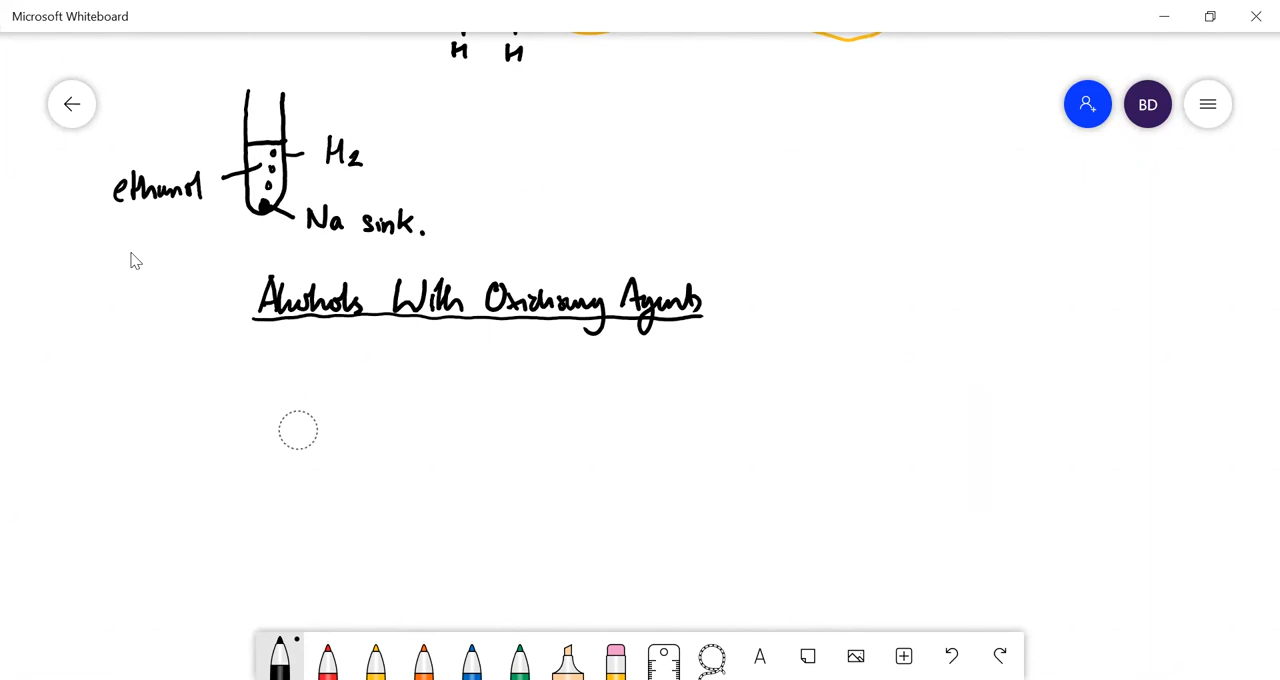 Microsoft Whiteboard
H H
BD
H2
ethanol
Na sink.
Alcohols With Oxidising Agents
A